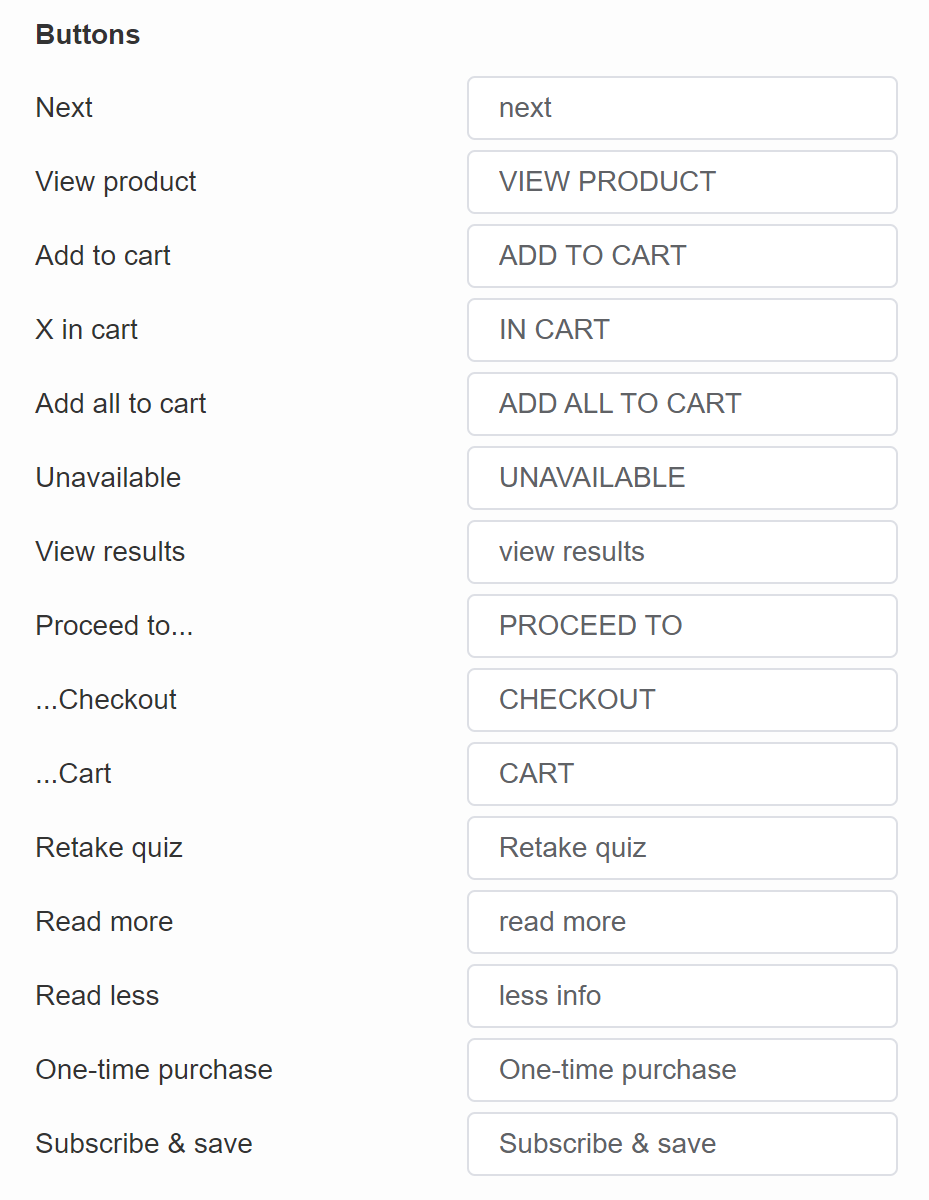 Buttons
Next next
View product VIEW PRODUCT
Add to cart ADD TO CART
X in cart IN CART
Add all to cart ADD ALL TO CART
Unavailable UNAVAILABLE
View results view results
Proceed to... PROCEED TO
...Checkout CHECKOUT
...Cart CART
Retake quiz Retake quiz
Read more read more
Read less less info
One-time purchase One-time purchase
Subscribe & save Subscribe & save